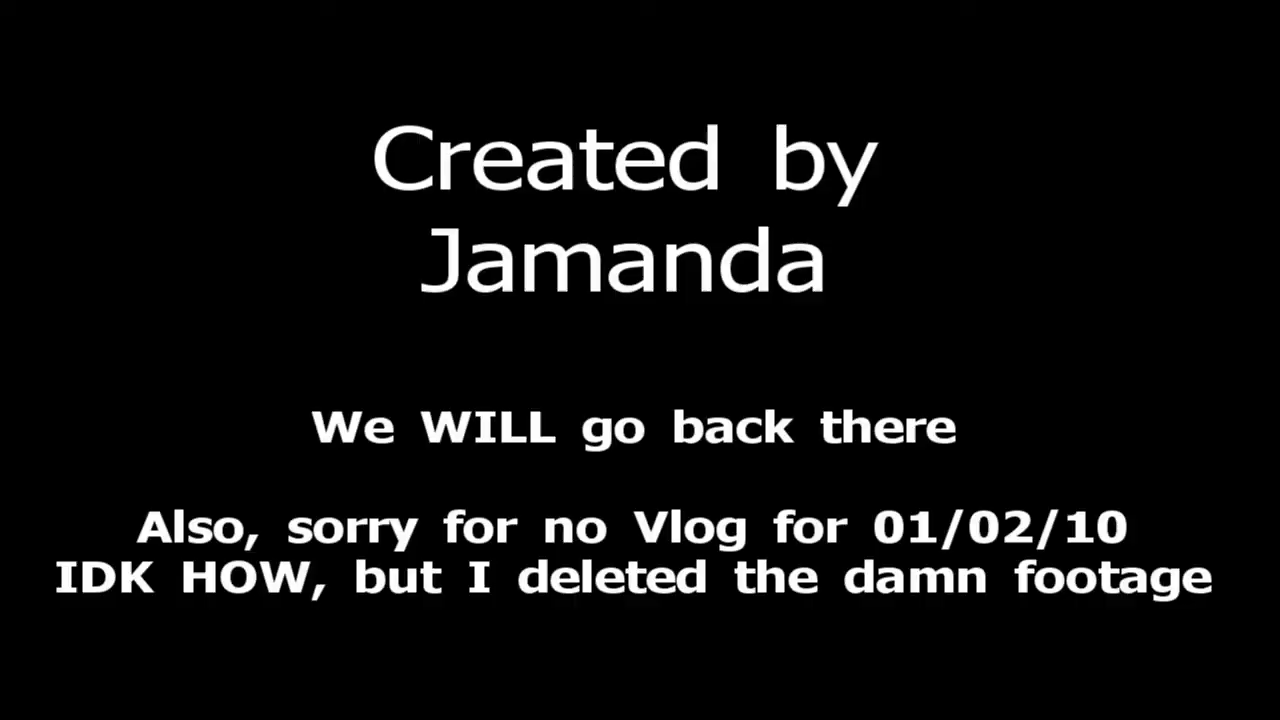 Created by
Jamanda
We WILL go back there
Also, sorry for no Vlog for 01/02/10
IDK HOW, but I deleted the damn footage